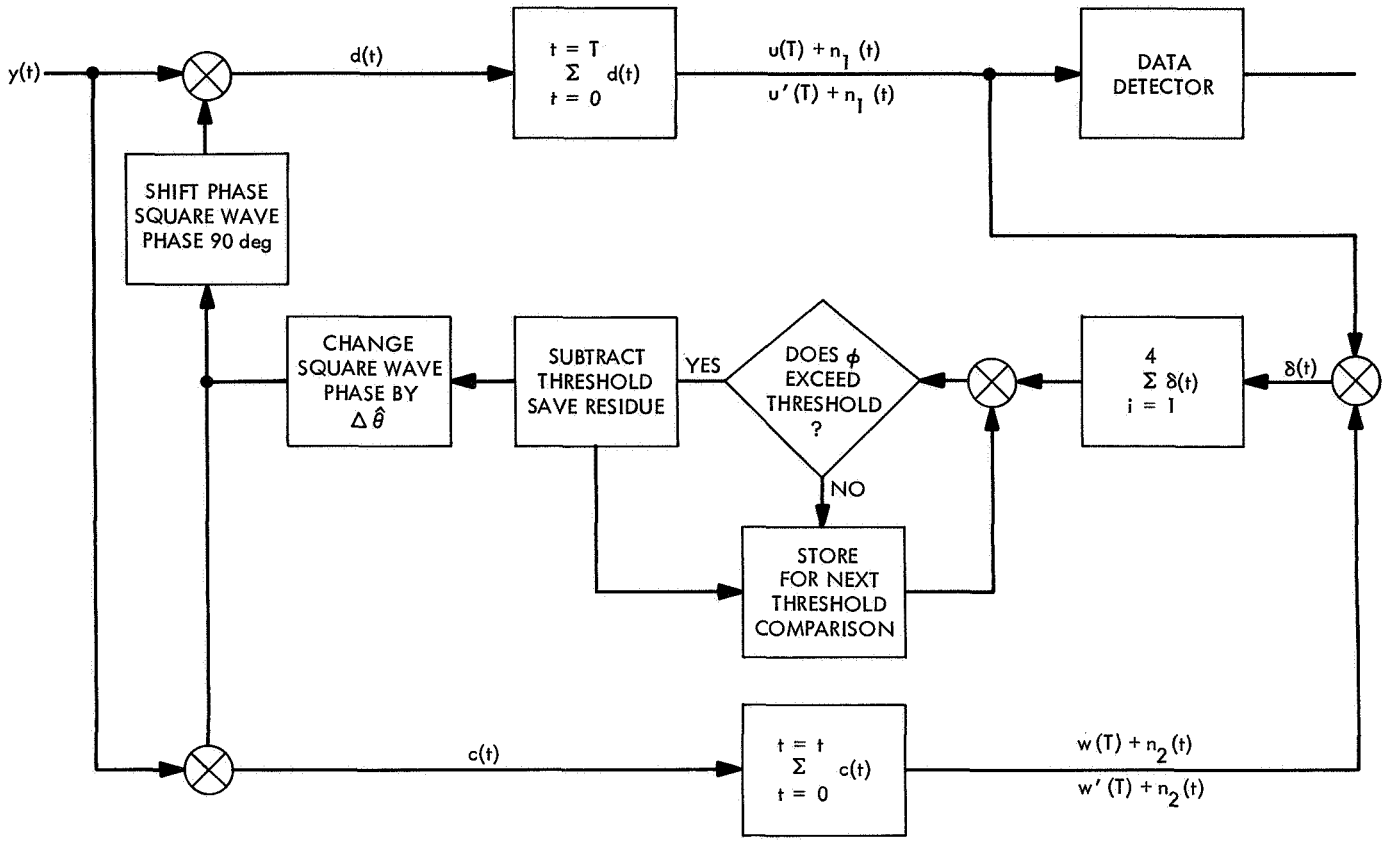 y(t)
d(t)
t = T
Σ d(t)
t = 0
u(T) + n₁ (t)
u′(T) + n₁ (t)
DATA
DETECTOR
SHIFT PHASE
SQUARE WAVE
PHASE 90 deg
CHANGE
SQUARE WAVE
PHASE BY
Δ θ̂
SUBTRACT
THRESHOLD
SAVE RESIDUE
YES
DOES ϕ
EXCEED
THRESHOLD
?
NO
4
Σ δ(t)
i = 1
δ(t)
STORE
FOR NEXT
THRESHOLD
COMPARISON
c(t)
t = t
Σ c(t)
t = 0
w(T) + n₂(t)
w′(T) + n₂(t)